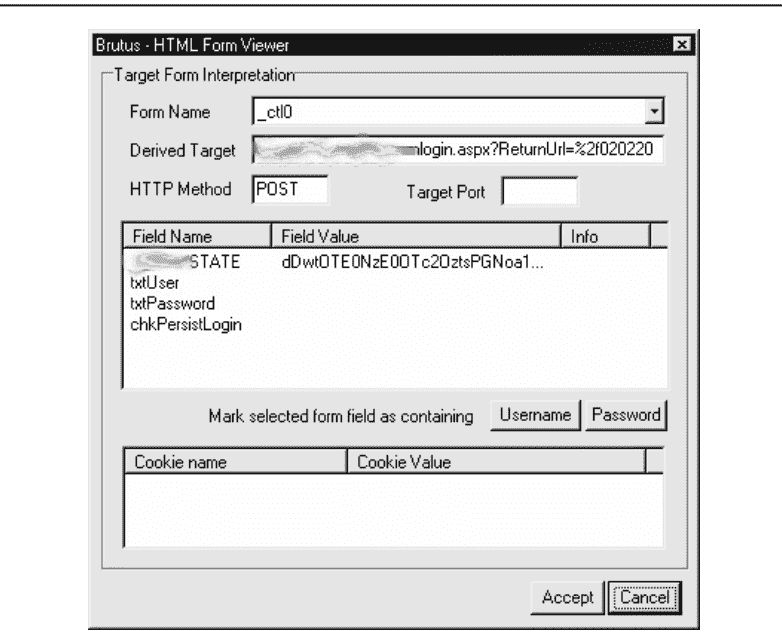 Brutus - HTML Form Viewer
Target Form Interpretation
Form Name _ctl0
Derived Target mlogin.aspx?ReturnUrl=%2f020220
HTTP Method POST Target Port
Field Name Field Value Info
STATE dDwtOTE0NzE0OTc2OztsPGNoa1...
txtUser
txtPassword
chkPersistLogin
Mark selected form field as containing Username Password
Cookie name Cookie Value
Accept Cancel